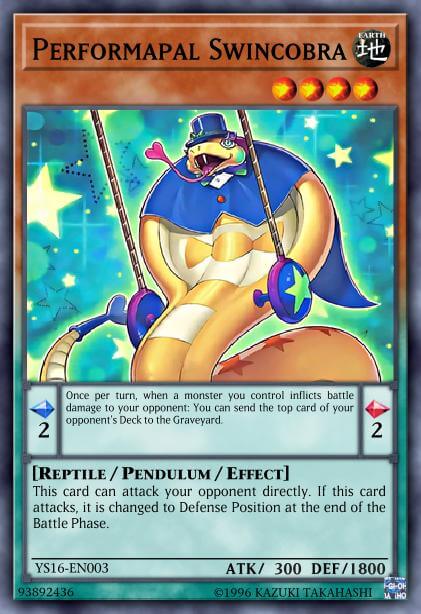 PERFORMAPAL SWINCOBRA
EARTH
地
Once per turn, when a monster you control inflicts battle
damage to your opponent: You can send the top card of your
opponent's Deck to the Graveyard.
2
2
[REPTILE / PENDULUM / EFFECT]
This card can attack your opponent directly. If this card
attacks, it is changed to Defense Position at the end of the
Battle Phase.
YS16-EN003
ATK/ 300 DEF/1800
93892436
©1996 KAZUKI TAKAHASHI